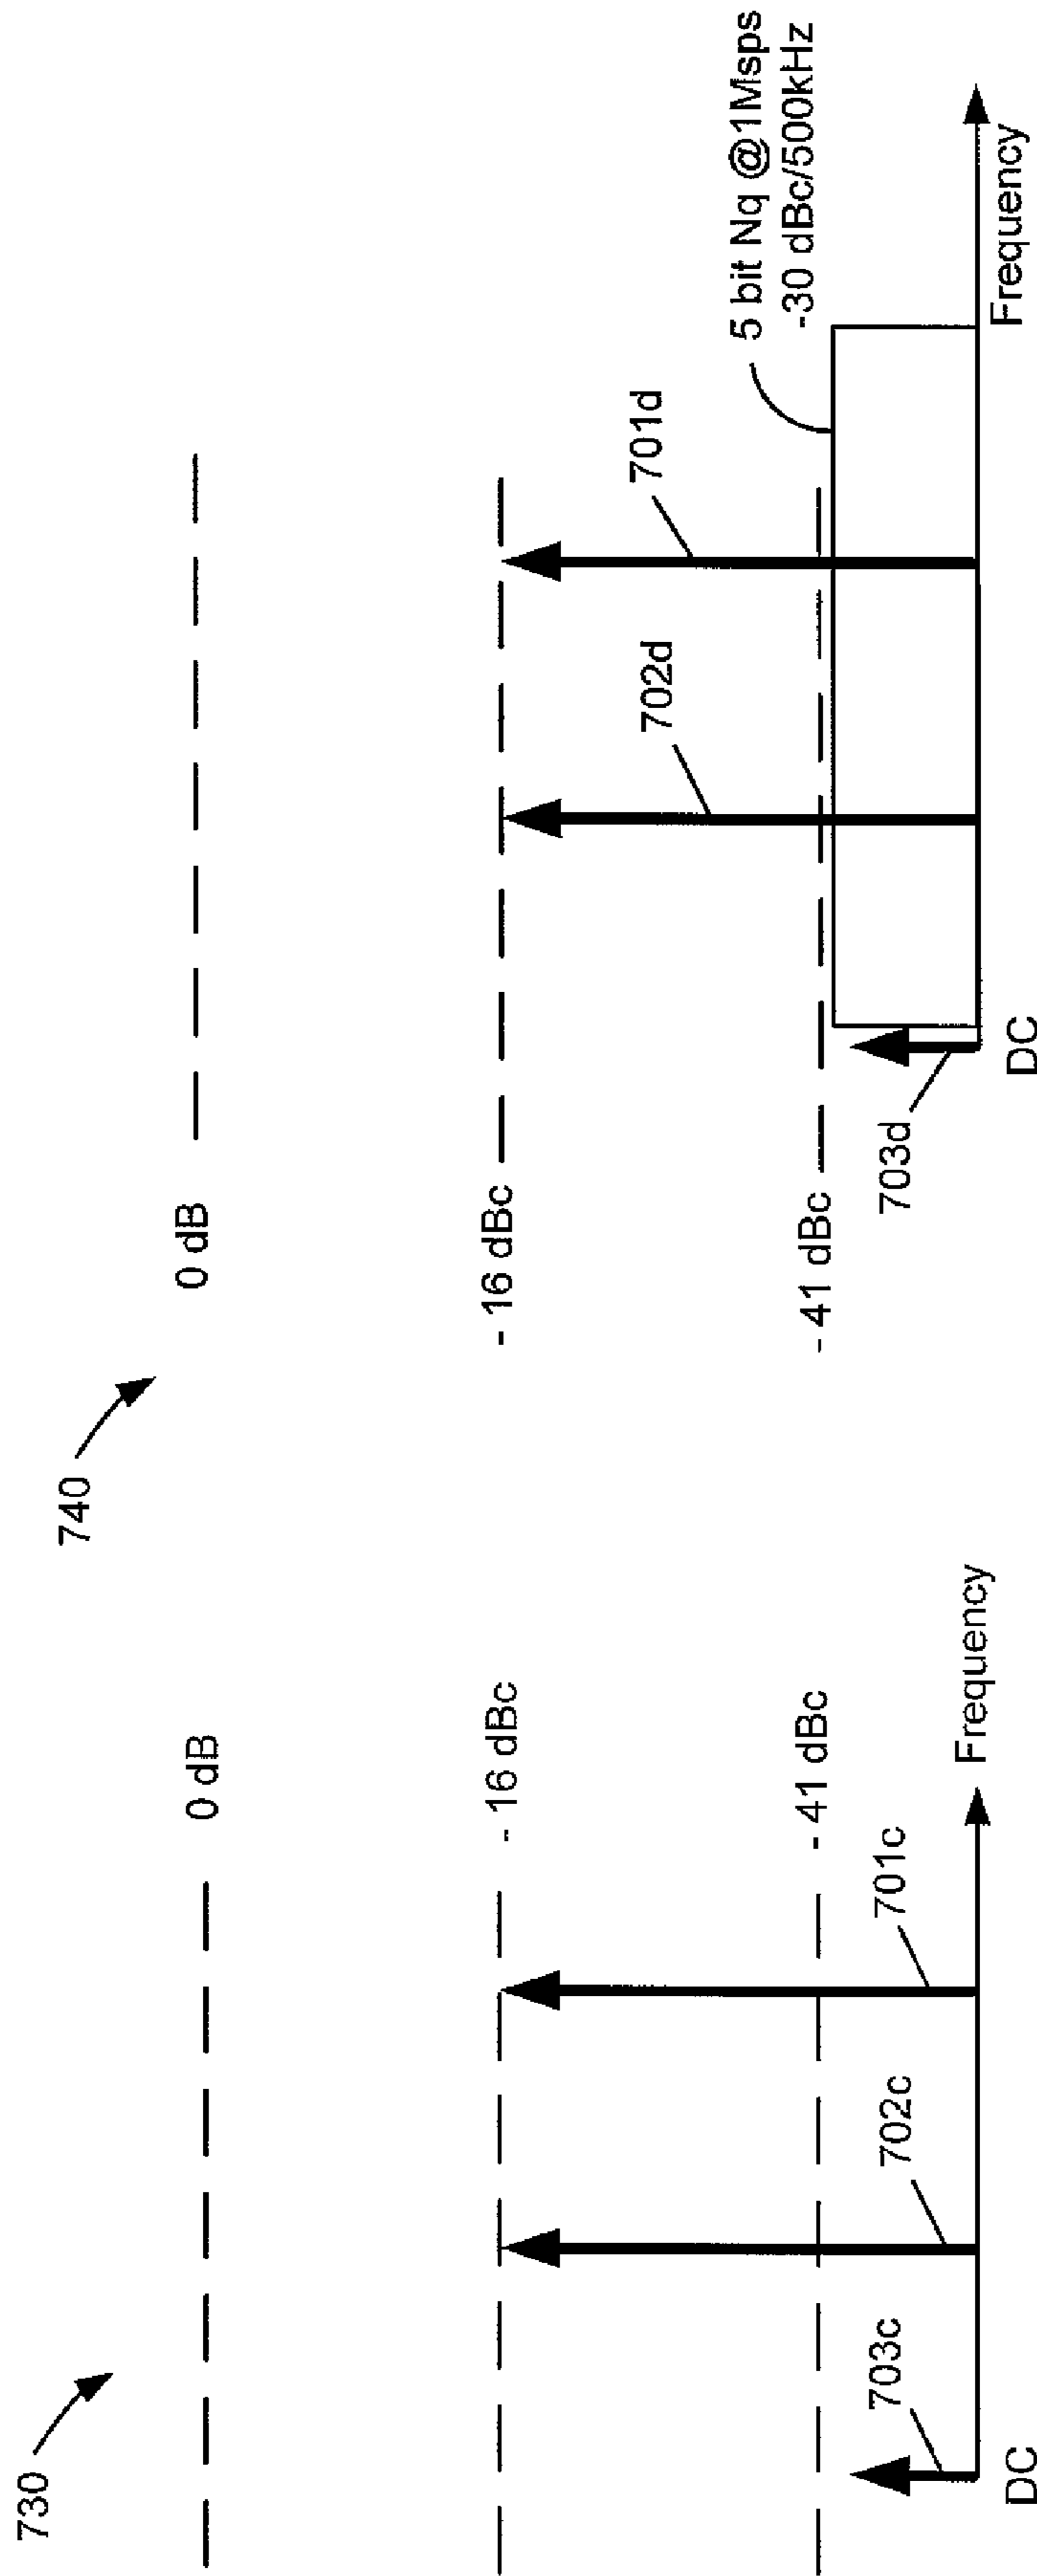 730
0 dB
- 16 dBc
- 41 dBc
703c
702c
701c
DC
Frequency
740
0 dB
- 16 dBc
- 41 dBc
703d
702d
701d
5 bit Nq @1Msps
-30 dBc/500kHz
DC
Frequency